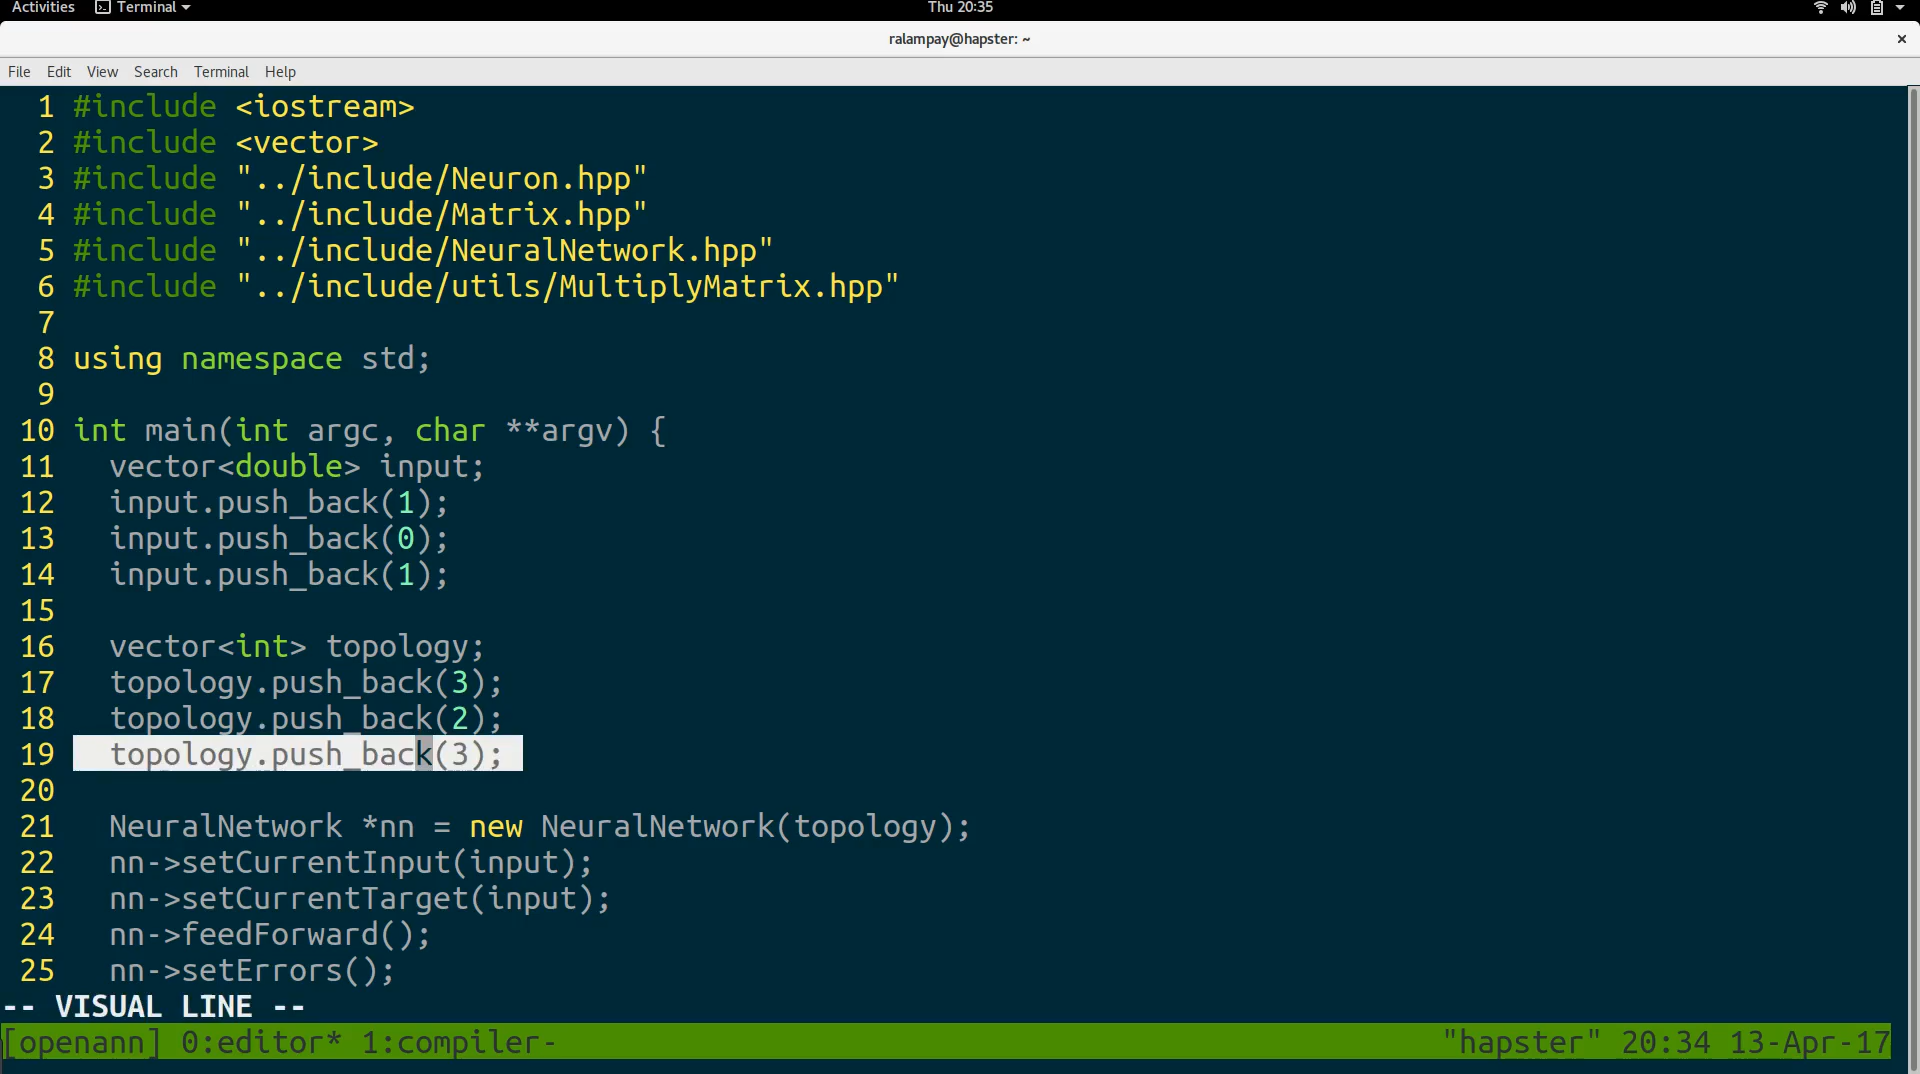 Activities Terminal Thu 20:35
ralampay@hapster: ~ ×
File Edit View Search Terminal Help
1 #include <iostream>
2 #include <vector>
3 #include "../include/Neuron.hpp"
4 #include "../include/Matrix.hpp"
5 #include "../include/NeuralNetwork.hpp"
6 #include "../include/utils/MultiplyMatrix.hpp"
7
8 using namespace std;
9
10 int main(int argc, char **argv) {
11   vector<double> input;
12   input.push_back(1);
13   input.push_back(0);
14   input.push_back(1);
15
16   vector<int> topology;
17   topology.push_back(3);
18   topology.push_back(2);
19   topology.push_back(3);
20
21   NeuralNetwork *nn = new NeuralNetwork(topology);
22   nn->setCurrentInput(input);
23   nn->setCurrentTarget(input);
24   nn->feedForward();
25   nn->setErrors();
-- VISUAL LINE --
[openann] 0:editor* 1:compiler- "hapster" 20:34 13-Apr-17